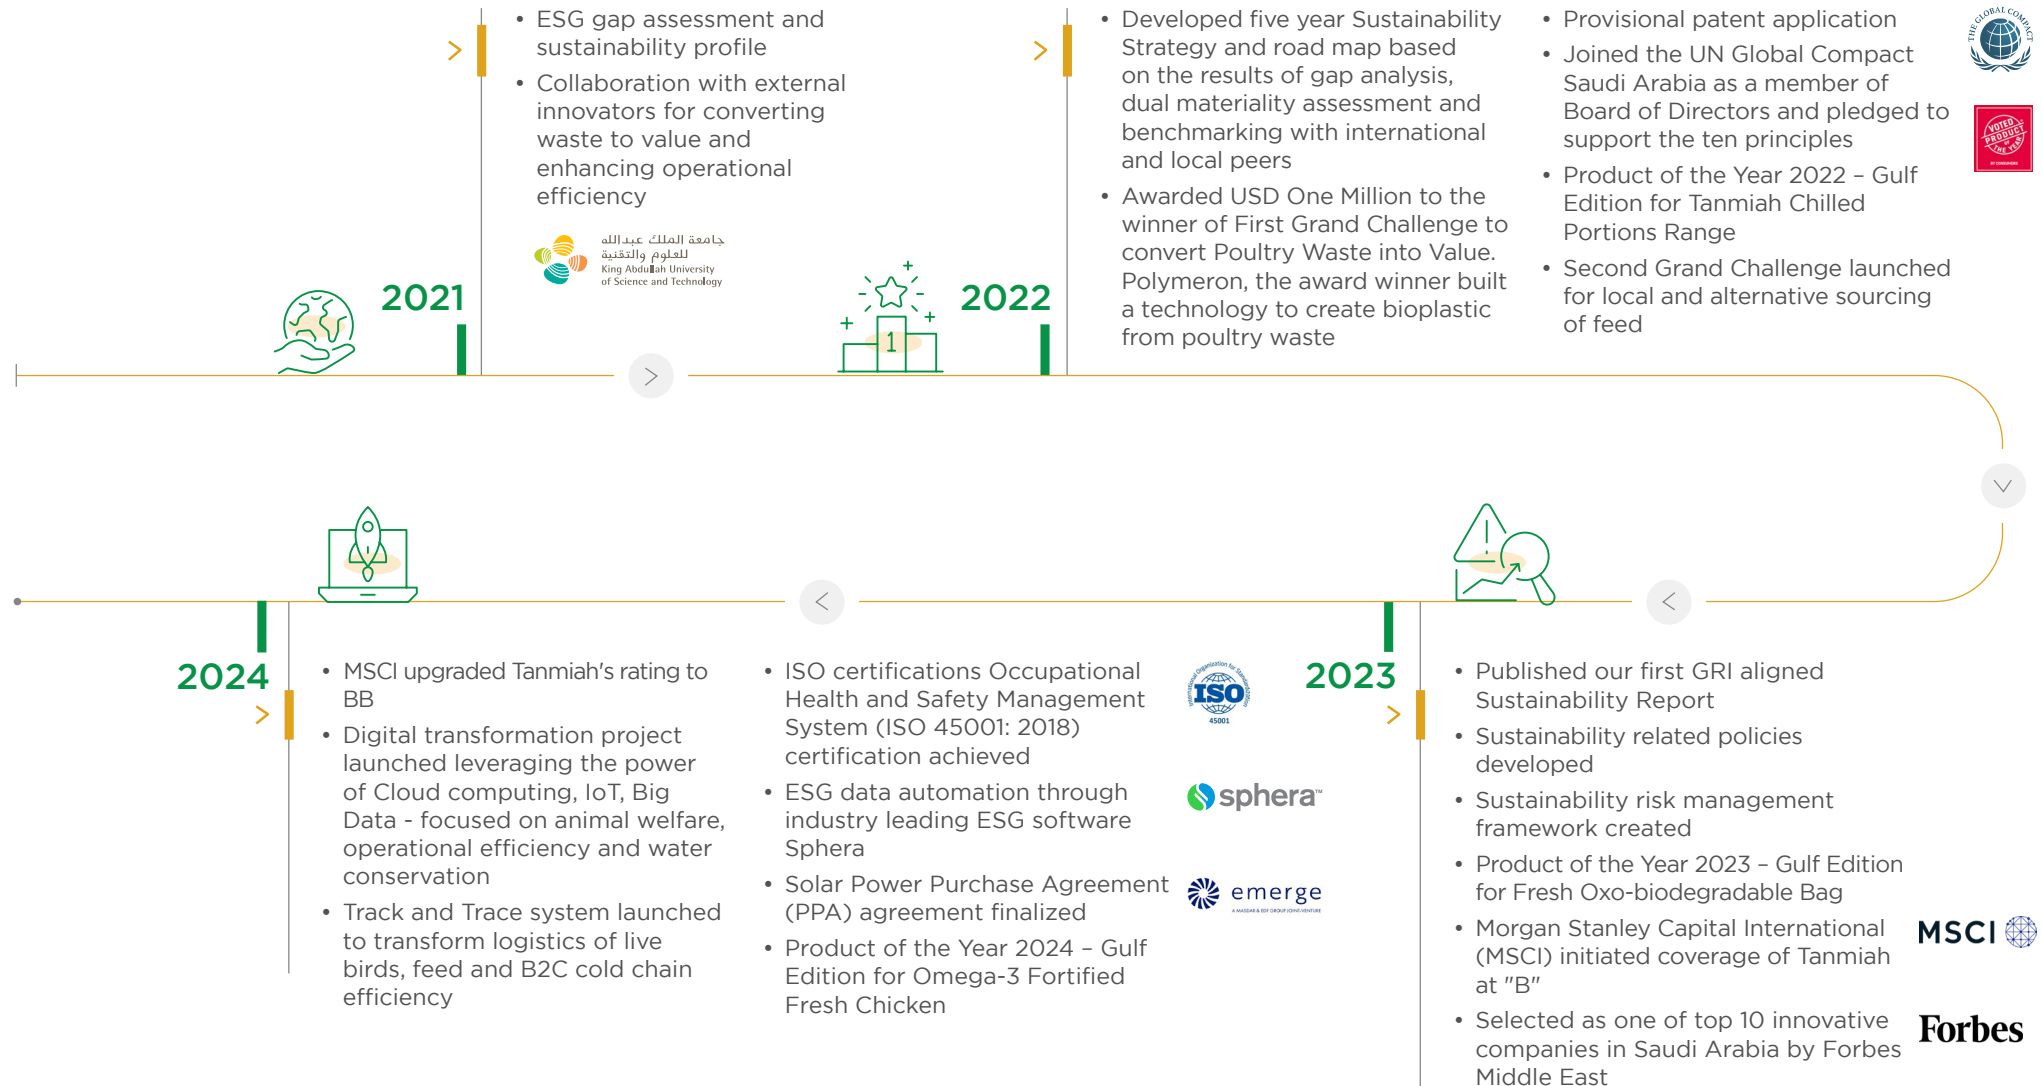 2021
• ESG gap assessment and
sustainability profile
• Collaboration with external
innovators for converting
waste to value and
enhancing operational
efficiency
جامعة الملك عبدالله
للعلوم والتقنية
King Abdullah University
of Science and Technology
1
2022
• Developed five year Sustainability
Strategy and road map based
on the results of gap analysis,
dual materiality assessment and
benchmarking with international
and local peers
• Awarded USD One Million to the
winner of First Grand Challenge to
convert Poultry Waste into Value.
Polymeron, the award winner built
a technology to create bioplastic
from poultry waste
• Provisional patent application
• Joined the UN Global Compact
Saudi Arabia as a member of
Board of Directors and pledged to
support the ten principles
• Product of the Year 2022 – Gulf
Edition for Tanmiah Chilled
Portions Range
• Second Grand Challenge launched
for local and alternative sourcing
of feed
THE GLOBAL COMPACT
VOTED
PRODUCT
OF
THE YEAR
BY CONSUMERS
2023
• Published our first GRI aligned
Sustainability Report
• Sustainability related policies
developed
• Sustainability risk management
framework created
• Product of the Year 2023 – Gulf Edition
for Fresh Oxo-biodegradable Bag
• Morgan Stanley Capital International
(MSCI) initiated coverage of Tanmiah
at "B"
• Selected as one of top 10 innovative
companies in Saudi Arabia by Forbes
Middle East
MSCI
Forbes
2024
• MSCI upgraded Tanmiah's rating to
BB
• Digital transformation project
launched leveraging the power
of Cloud computing, IoT, Big
Data - focused on animal welfare,
operational efficiency and water
conservation
• Track and Trace system launched
to transform logistics of live
birds, feed and B2C cold chain
efficiency
• ISO certifications Occupational
Health and Safety Management
System (ISO 45001: 2018)
certification achieved
• ESG data automation through
industry leading ESG software
Sphera
• Solar Power Purchase Agreement
(PPA) agreement finalized
• Product of the Year 2024 – Gulf
Edition for Omega-3 Fortified
Fresh Chicken
International Organization for Standardization
ISO
45001
sphera™
emerge
A MASDAR & EDF GROUP JOINT-VENTURE